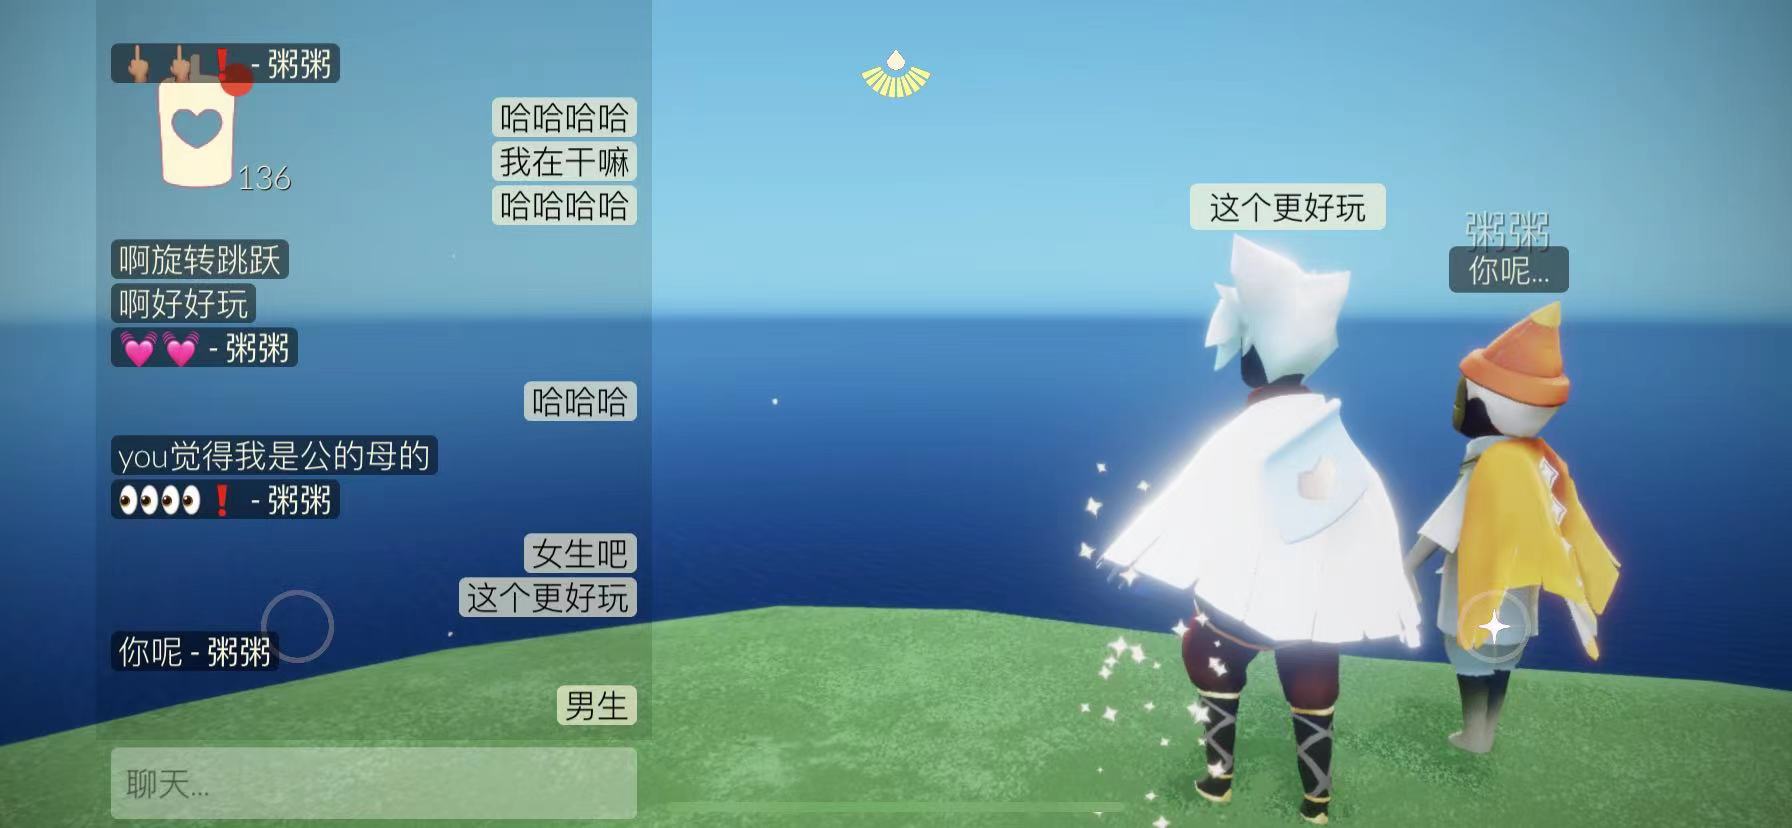 🖕🏼🖕🏼❗ - 粥粥
哈哈哈哈
我在干嘛
136
哈哈哈哈
啊旋转跳跃
啊好好玩
💓💓 - 粥粥
哈哈哈
you觉得我是公的母的
👀👀❗ - 粥粥
女生吧
这个更好玩
你呢 - 粥粥
男生
聊天...
这个更好玩
粥粥
你呢...